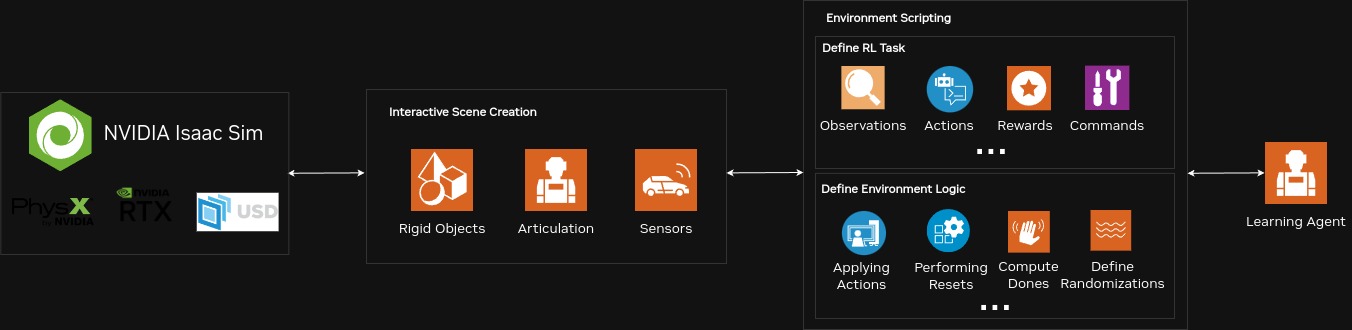 NVIDIA Isaac Sim
PhysX
by NVIDIA
NVIDIA
RTX
USD
Interactive Scene Creation
Rigid Objects
Articulation
Sensors
Environment Scripting
Define RL Task
Observations
Actions
Rewards
Commands
...
Define Environment Logic
Applying
Actions
Performing
Resets
Compute
Dones
Define
Randomizations
...
Learning Agent